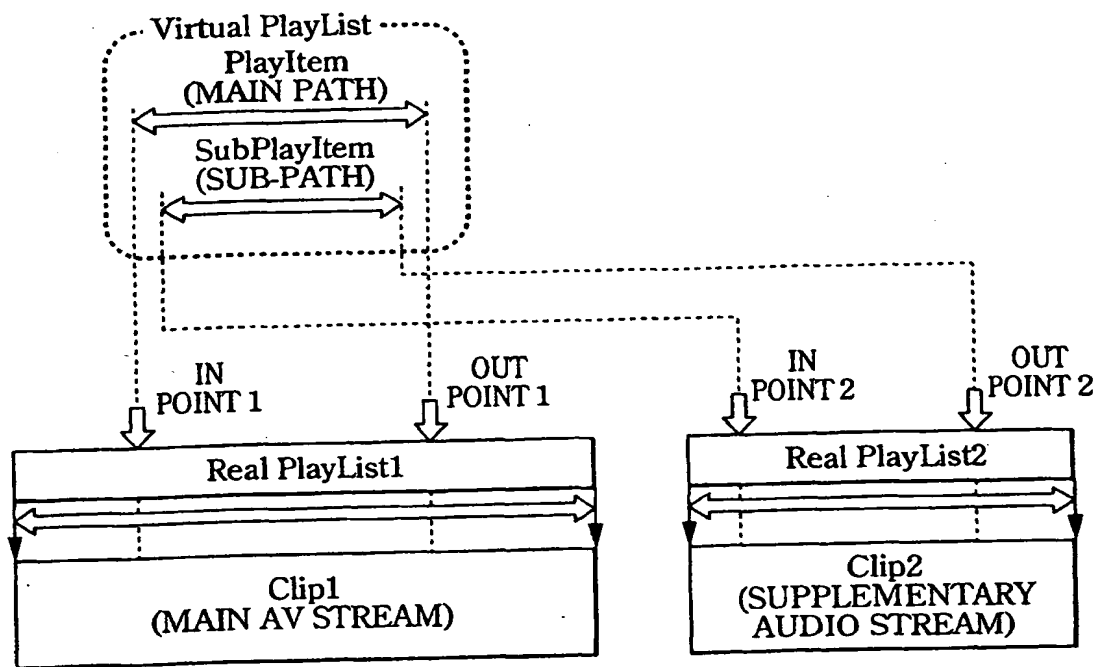 Virtual PlayList
PlayItem
(MAIN PATH)
SubPlayItem
(SUB-PATH)
IN
POINT 1
OUT
POINT 1
IN
POINT 2
OUT
POINT 2
Real PlayList1
Real PlayList2
Clip1
(MAIN AV STREAM)
Clip2
(SUPPLEMENTARY
AUDIO STREAM)